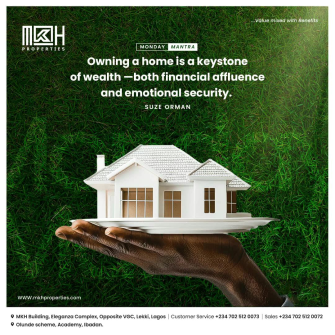 MKH
PROPERTIES
...Value mixed with Benefits
MONDAY MANTRA
Owning a home is a keystone
of wealth —both financial affluence
and emotional security.
SUZE ORMAN
www.mkhproperties.com
MKH Building, Eleganza Complex, Opposite VGC, Lekki, Lagos | Customer Service +234 702 512 0073 | Sales +234 702 512 0073
Olunde scheme, Academy, Ibadan.